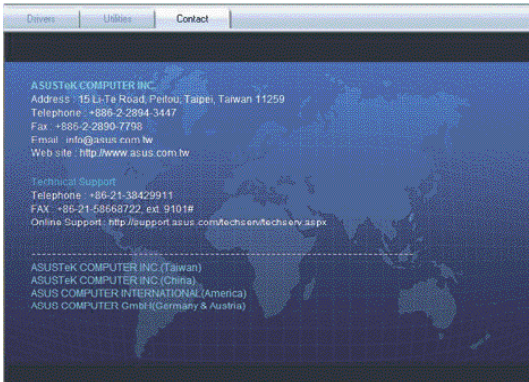 Drivers
Utilities
Contact
ASUSTeK COMPUTER INC.
Address : 15 Li-Te Road, Peitou, Taipei, Taiwan 11259
Telephone : +886-2-2894-3447
Fax : +886-2-2890-7798
Email : info@asus.com.tw
Web site : http://www.asus.com.tw
Technical Support
Telephone : +86-21-38429911
FAX : +86-21-58668722, ext. 9101#
Online Support : http://support.asus.com/techserv/techserv.aspx
ASUSTeK COMPUTER INC.(Taiwan)
ASUSTeK COMPUTER INC.(China)
ASUS COMPUTER INTERNATIONAL(America)
ASUS COMPUTER GmbH(Germany & Austria)